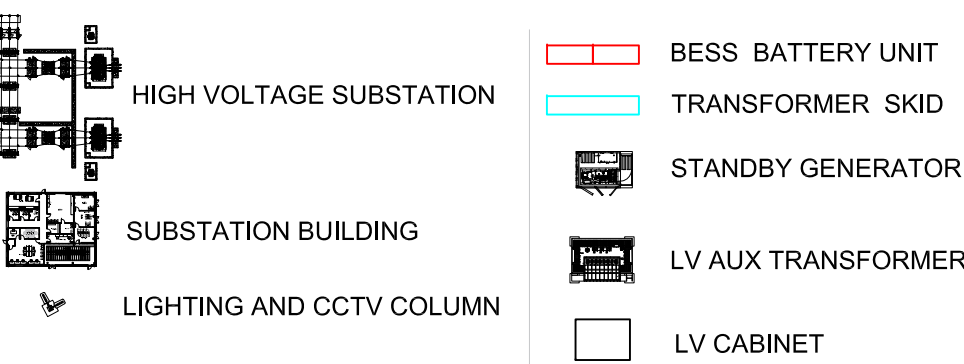 HIGH VOLTAGE SUBSTATION
SUBSTATION BUILDING
LIGHTING AND CCTV COLUMN
BESS BATTERY UNIT
TRANSFORMER SKID
STANDBY GENERATOR
LV AUX TRANSFORMER
LV CABINET